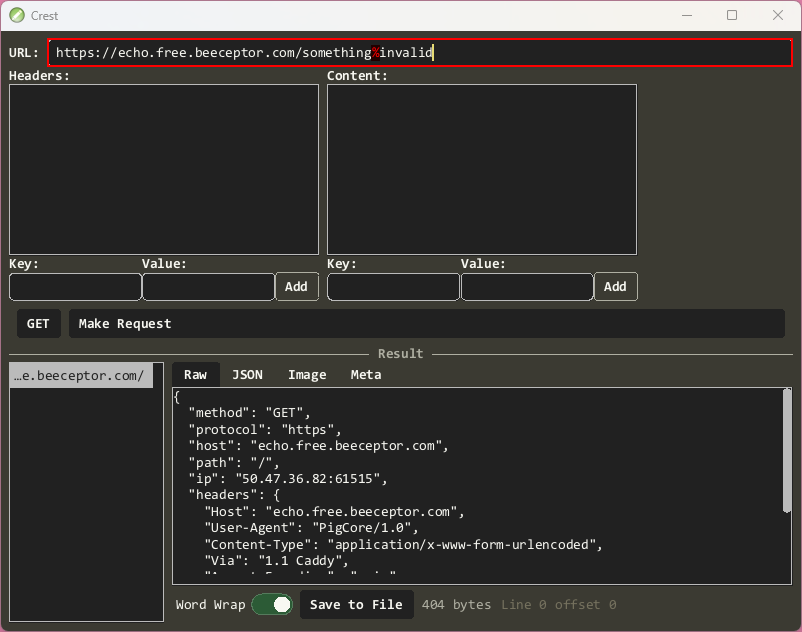 Crest
URL: https://echo.free.beeceptor.com/something%invalid
Headers: Content:
Key: Value: Add Key: Value: Add
GET Make Request
Result
…e.beeceptor.com/
Raw JSON Image Meta
{
"method": "GET",
"protocol": "https",
"host": "echo.free.beeceptor.com",
"path": "/",
"ip": "50.47.36.82:61515",
"headers": {
"Host": "echo.free.beeceptor.com",
"User-Agent": "PigCore/1.0",
"Content-Type": "application/x-www-form-urlencoded",
"Via": "1.1 Caddy",
Word Wrap Save to File 404 bytes Line 0 offset 0